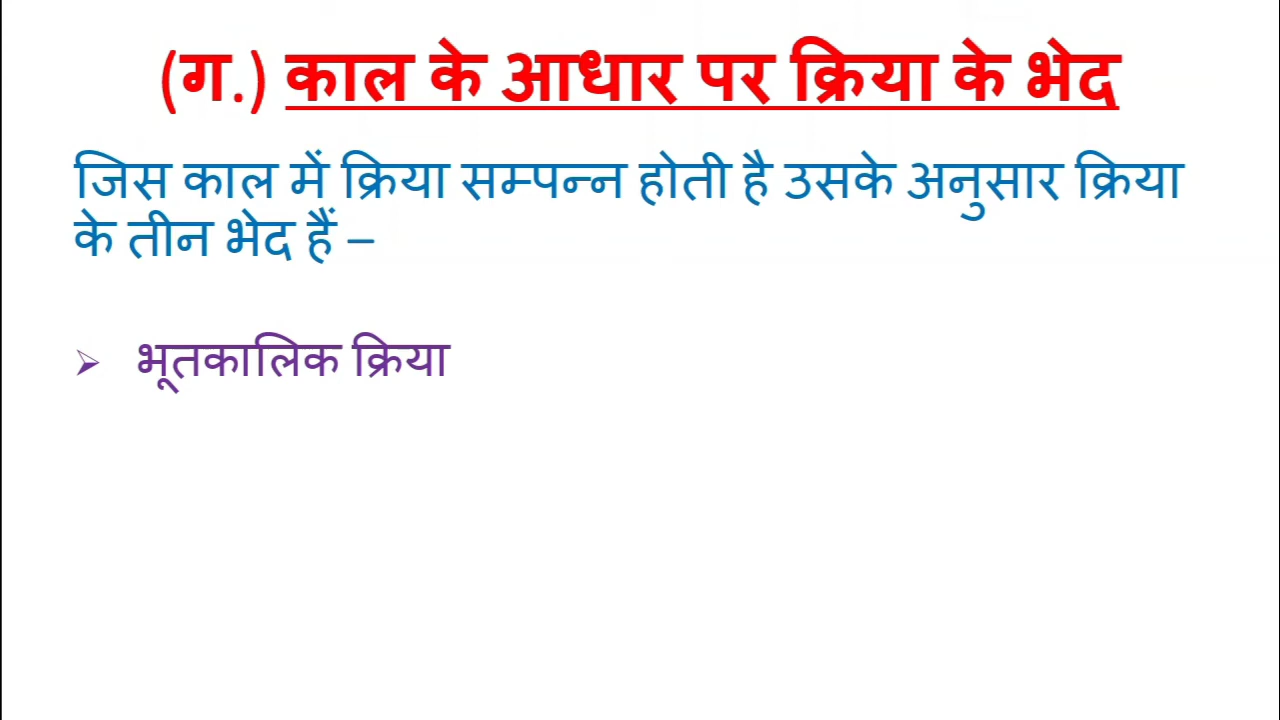 (ग.) काल के आधार पर क्रिया के भेद
जिस काल में क्रिया सम्पन्न होती है उसके अनुसार क्रिया
के तीन भेद हैं –
➢ भूतकालिक क्रिया